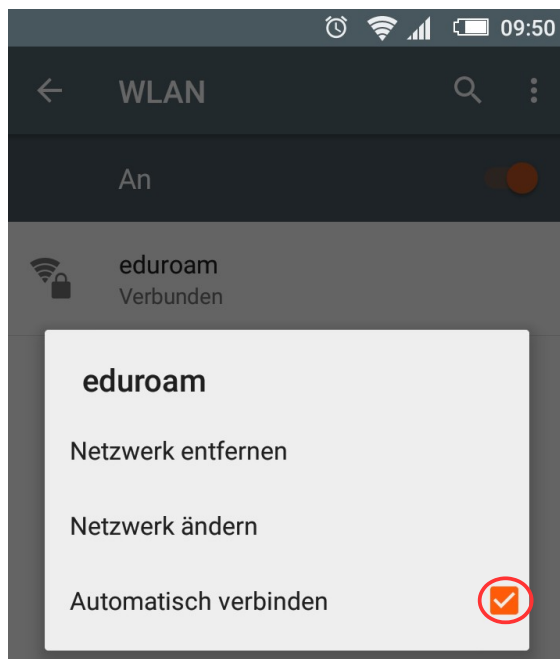 09:50
WLAN
An
eduroam
Verbunden
eduroam
Netzwerk entfernen
Netzwerk ändern
Automatisch verbinden